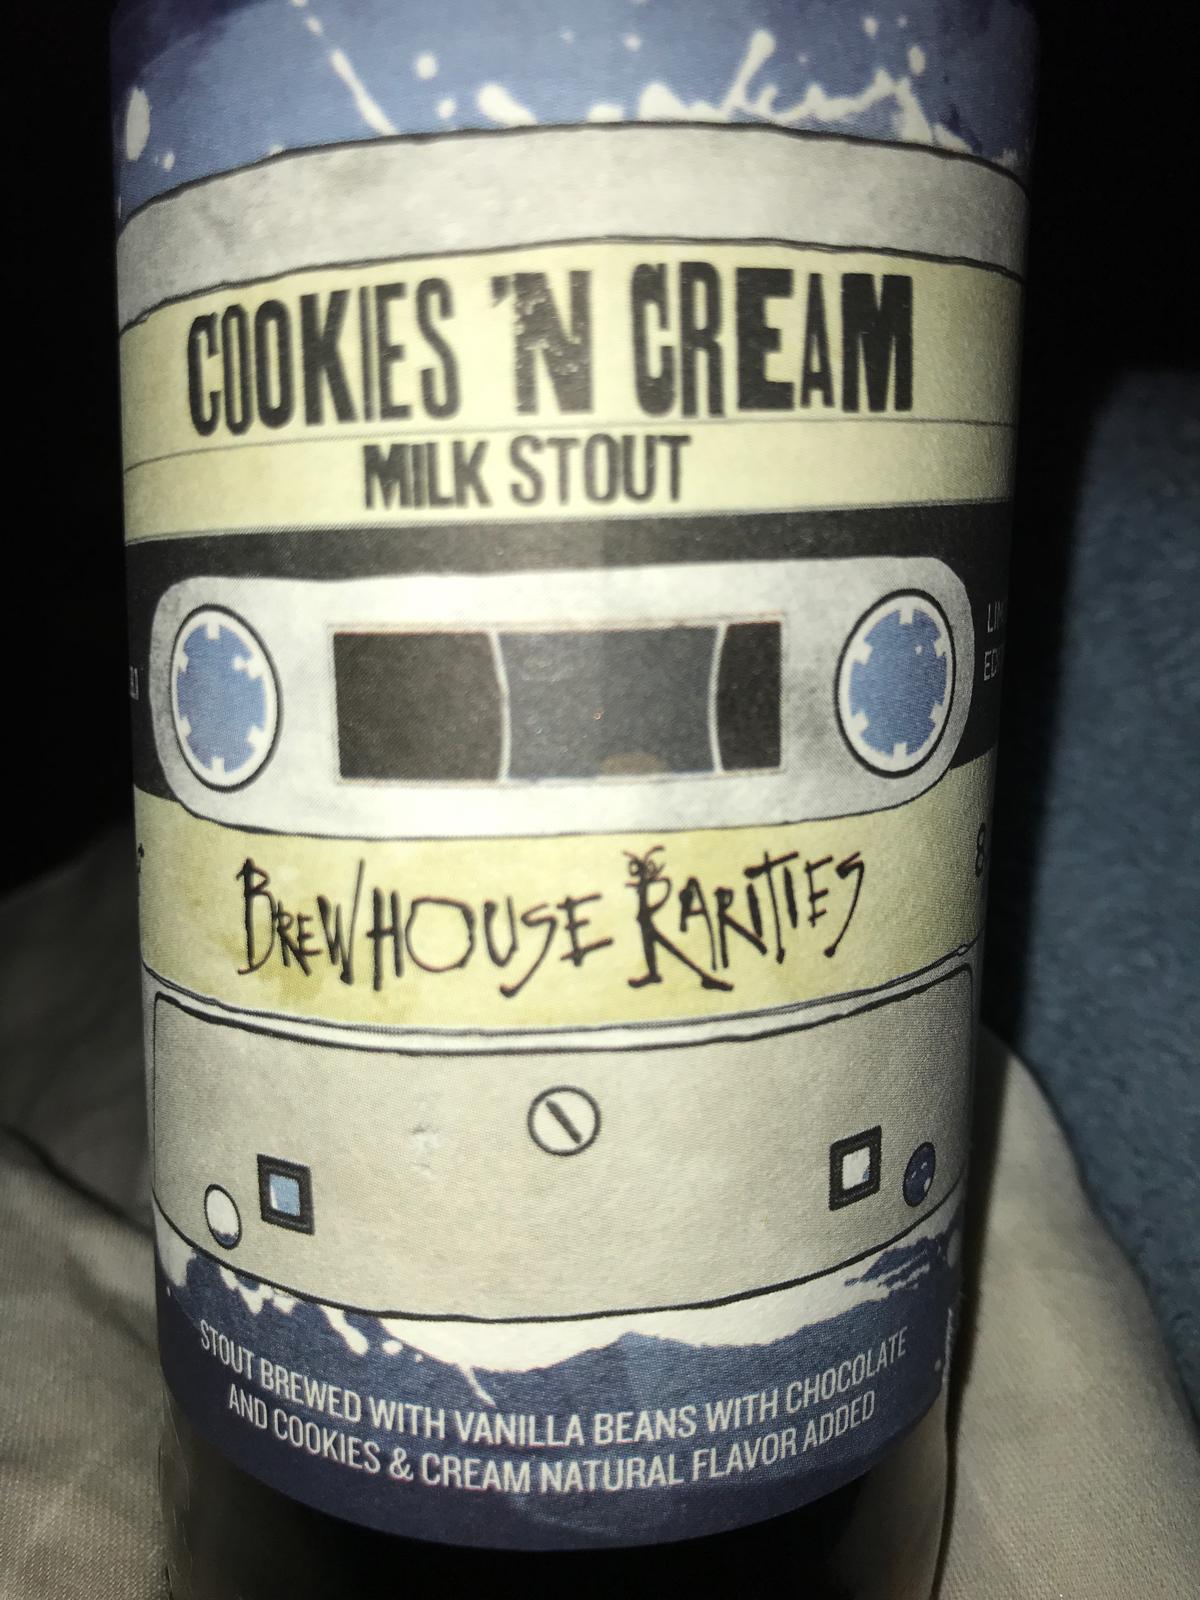 COOKIES 'N CREAM
MILK STOUT
BREWHOUSE RARITIES
STOUT BREWED WITH VANILLA BEANS WITH CHOCOLATE
AND COOKIES & CREAM NATURAL FLAVOR ADDED